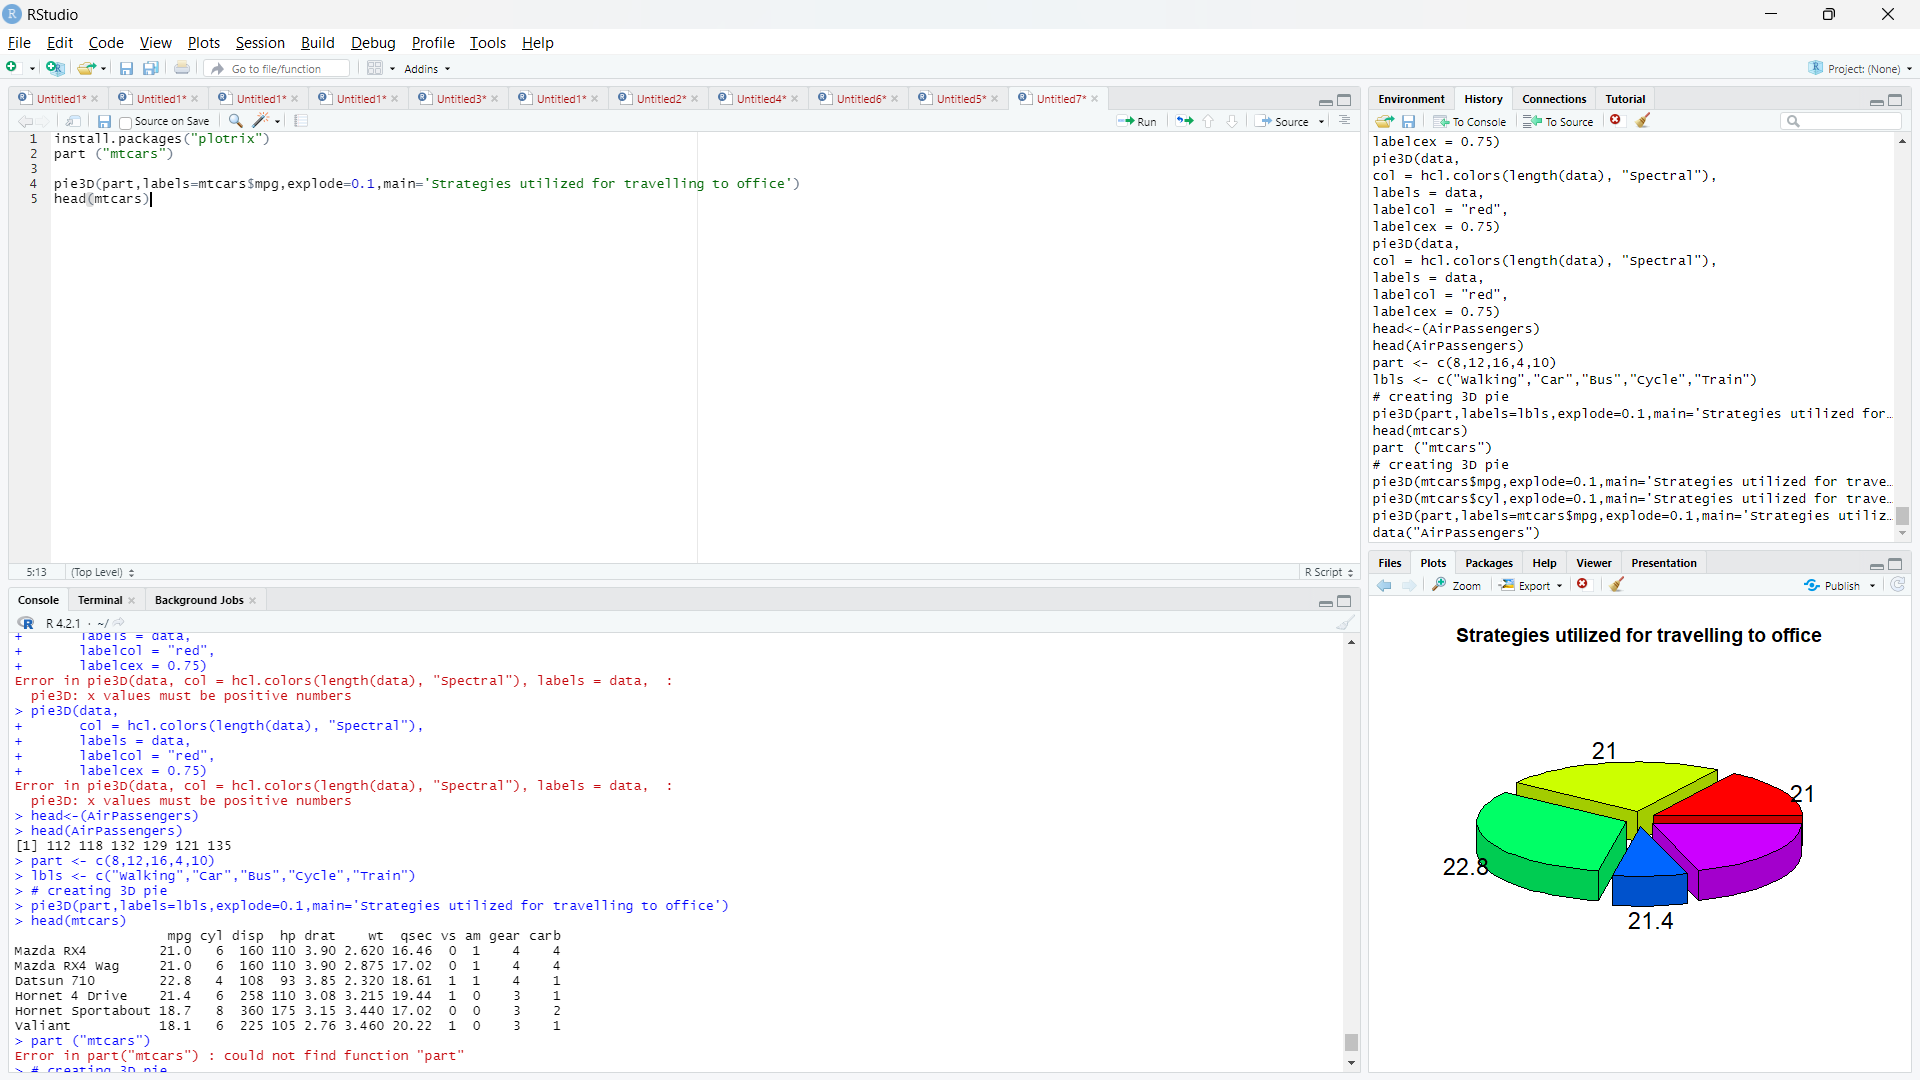 RStudio
File Edit Code View Plots Session Build Debug Profile Tools Help
Go to file/function Addins Project: (None)
Untitled1* Untitled1* Untitled1* Untitled1* Untitled3* Untitled1* Untitled2* Untitled4* Untitled6* Untitled5* Untitled7*
Source on Save Run Source
1 install.packages("plotrix")
2 part ("mtcars")
3
4 pie3D(part,labels=mtcars$mpg,explode=0.1,main='Strategies utilized for travelling to office')
5 head(mtcars)
5:13 (Top Level) R Script
Console Terminal Background Jobs
R 4.2.1 · ~/
+ labels = data,
+ labelcol = "red",
+ labelcex = 0.75)
Error in pie3D(data, col = hcl.colors(length(data), "Spectral"), labels = data, :
pie3D: x values must be positive numbers
> pie3D(data,
+ col = hcl.colors(length(data), "Spectral"),
+ labels = data,
+ labelcol = "red",
+ labelcex = 0.75)
Error in pie3D(data, col = hcl.colors(length(data), "Spectral"), labels = data, :
pie3D: x values must be positive numbers
> head<-(AirPassengers)
> head(AirPassengers)
[1] 112 118 132 129 121 135
> part <- c(8,12,16,4,10)
> lbls <- c("Walking","Car","Bus","Cycle","Train")
> # creating 3D pie
> pie3D(part,labels=lbls,explode=0.1,main='Strategies utilized for travelling to office')
> head(mtcars)
mpg cyl disp hp drat wt qsec vs am gear carb
Mazda RX4 21.0 6 160 110 3.90 2.620 16.46 0 1 4 4
Mazda RX4 Wag 21.0 6 160 110 3.90 2.875 17.02 0 1 4 4
Datsun 710 22.8 4 108 93 3.85 2.320 18.61 1 1 4 1
Hornet 4 Drive 21.4 6 258 110 3.08 3.215 19.44 1 0 3 1
Hornet Sportabout 18.7 8 360 175 3.15 3.440 17.02 0 0 3 2
Valiant 18.1 6 225 105 2.76 3.460 20.22 1 0 3 1
> part ("mtcars")
Error in part("mtcars") : could not find function "part"
> # creating 3D pie
Environment History Connections Tutorial
To Console To Source
labelcex = 0.75)
pie3D(data,
col = hcl.colors(length(data), "Spectral"),
labels = data,
labelcol = "red",
labelcex = 0.75)
pie3D(data,
col = hcl.colors(length(data), "Spectral"),
labels = data,
labelcol = "red",
labelcex = 0.75)
head<-(AirPassengers)
head(AirPassengers)
part <- c(8,12,16,4,10)
lbls <- c("Walking","Car","Bus","Cycle","Train")
# creating 3D pie
pie3D(part,labels=lbls,explode=0.1,main='Strategies utilized for…
head(mtcars)
part ("mtcars")
# creating 3D pie
pie3D(mtcars$mpg,explode=0.1,main='Strategies utilized for trave…
pie3D(mtcars$cyl,explode=0.1,main='Strategies utilized for trave…
pie3D(part,labels=mtcars$mpg,explode=0.1,main='Strategies utiliz…
data("AirPassengers")
Files Plots Packages Help Viewer Presentation
Zoom Export Publish
Strategies utilized for travelling to office
21
21
22.8
21.4